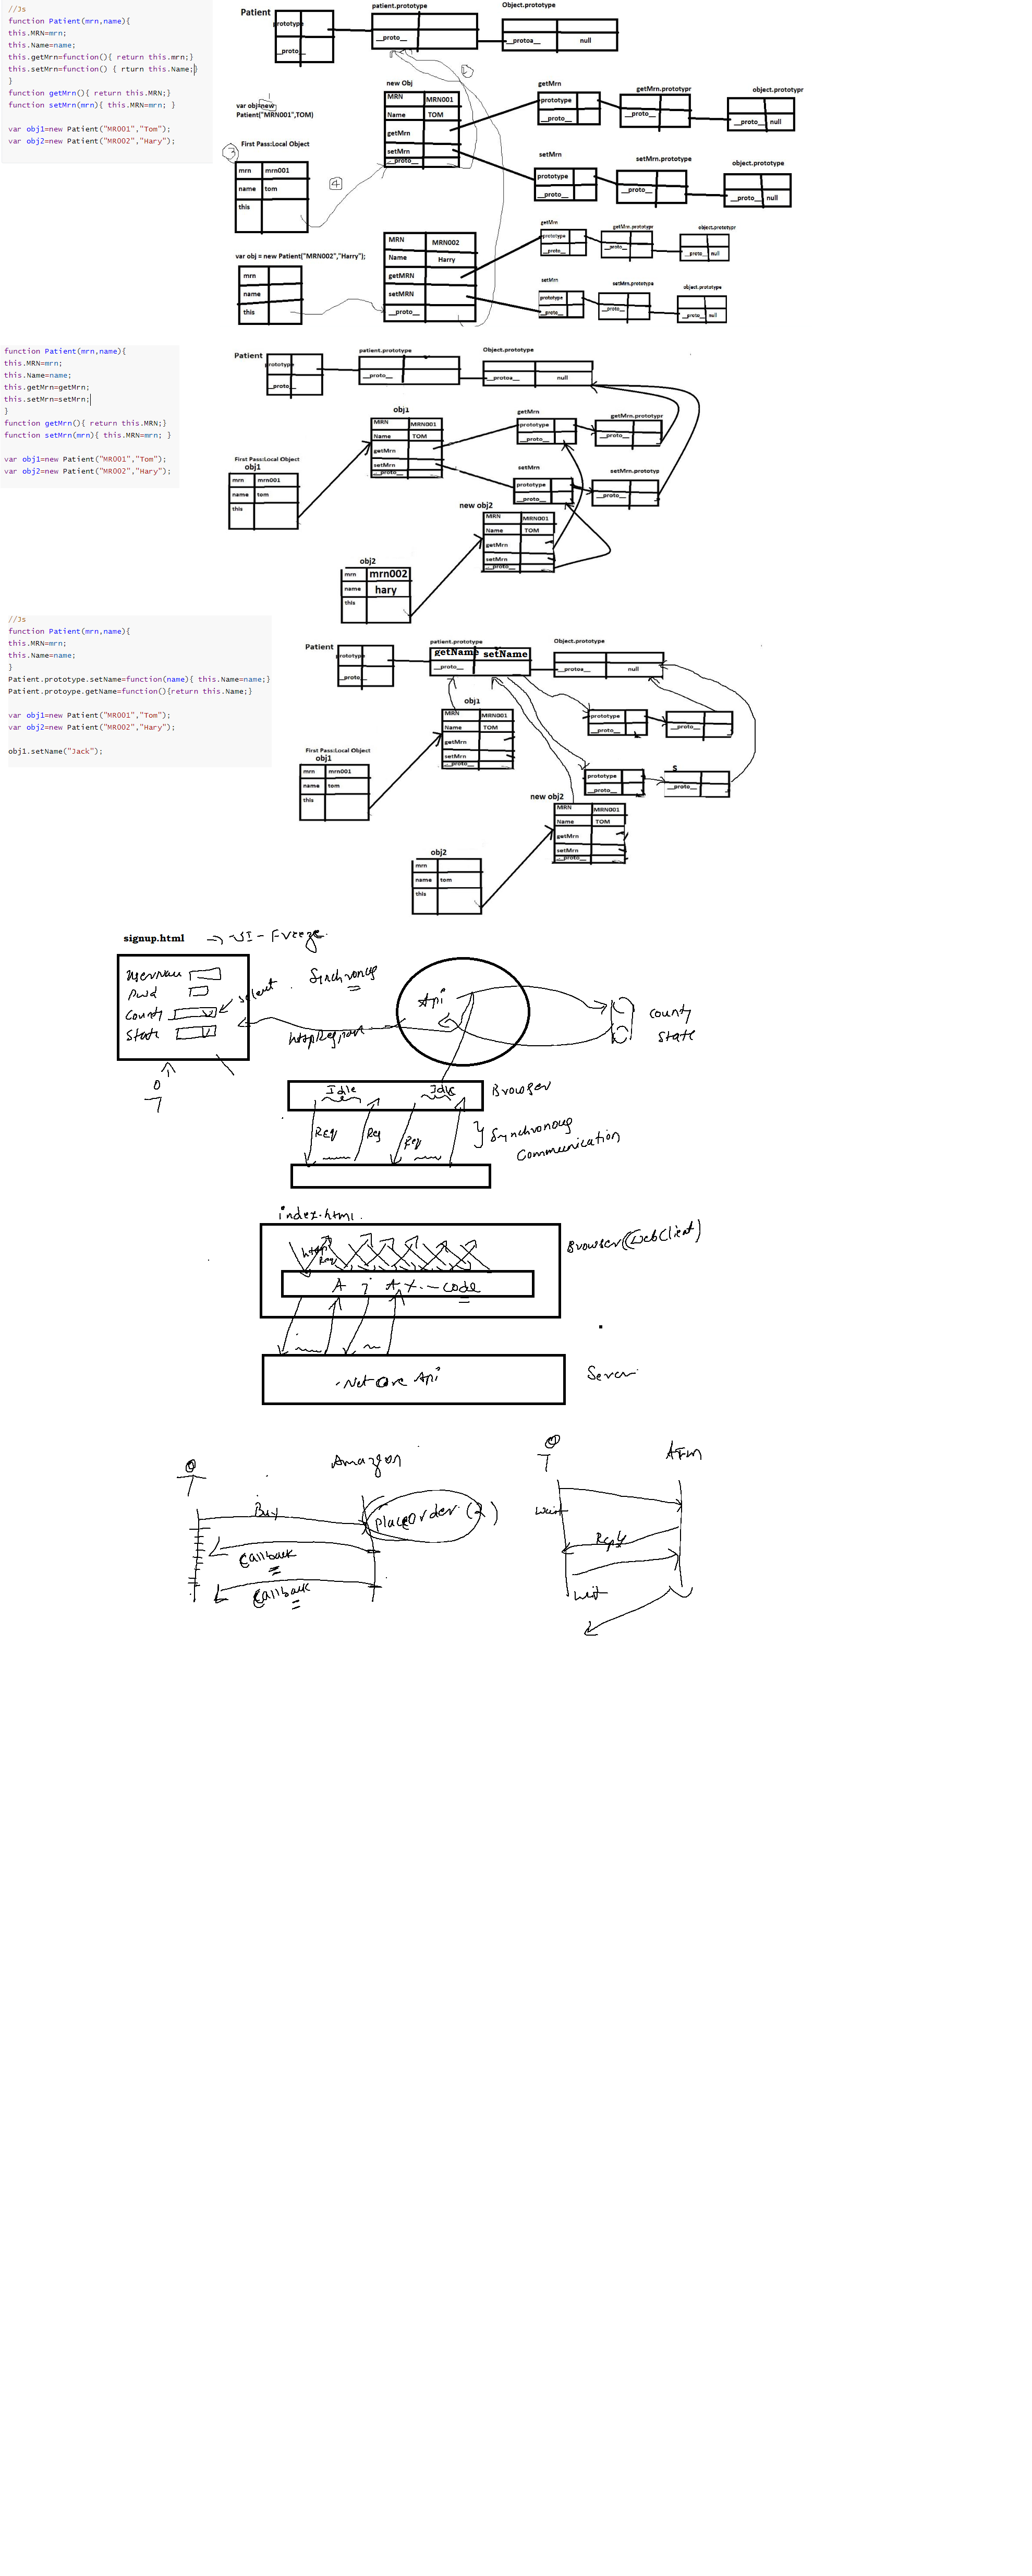 //Js
function Patient(mrn,name){
this.MRN=mrn;
this.Name=name;
this.getMrn=function(){ return this.mrn;}
this.setMrn=function() { rturn this.Name;}
}
function getMrn(){ return this.MRN;}
function setMrn(mrn){ this.MRN=mrn; }
var obj1=new Patient("MR001","Tom");
var obj2=new Patient("MR002","Hary");
Patient
prototype
__proto__
patient.prototype
__proto__
Object.prototype
__protoa__ null
2
1
var obj=new
Patient("MRN001",TOM)
new Obj
MRN MRN001
Name TOM
getMrn
setMrn
__proto__
getMrn
prototype
__proto__
getMrn.prototypr
__proto__
object.prototypr
__proto__ null
3
First Pass:Local Object
mrn mrn001
name tom
this
4
setMrn
prototype
__proto__
setMrn.prototype
__proto__
object.prototype
__proto__ null
var obj = new Patient("MRN002","Harry");
mrn
name
this
MRN MRN002
Name Harry
getMRN
setMRN
__proto__
getMrn
prototype
__proto__
getMrn.prototype
__proto__
object.prototypr
__proto__ null
setMrn
prototype
__proto__
setMrn.prototype
__proto__
object.prototype
__proto__ null
function Patient(mrn,name){
this.MRN=mrn;
this.Name=name;
this.getMrn=getMrn;
this.setMrn=setMrn;
}
function getMrn(){ return this.MRN;}
function setMrn(mrn){ this.MRN=mrn; }
var obj1=new Patient("MR001","Tom");
var obj2=new Patient("MR002","Hary");
Patient
prototype
__proto__
patient.prototype
__proto__
Object.prototype
__protoa__ null
obj1
MRN MRN001
Name TOM
getMrn
setMrn
__proto__
getMrn
prototype
__proto__
getMrn.prototypr
__proto__
First Pass:Local Object
obj1
mrn mrn001
name tom
this
setMrn
prototype
__proto__
setMrn.prototyp
__proto__
new obj2
MRN MRN001
Name TOM
getMrn
setMrn
__proto__
obj2
mrn mrn002
name hary
this
//Js
function Patient(mrn,name){
this.MRN=mrn;
this.Name=name;
}
Patient.prototype.setName=function(name){ this.Name=name;}
Patient.protoype.getName=function(){return this.Name;}
var obj1=new Patient("MR001","Tom");
var obj2=new Patient("MR002","Hary");
obj1.setName("Jack");
Patient
prototype
__proto__
patient.prototype
getName setName
__proto__
Object.prototype
__protoa__ null
obj1
MRN MRN001
Name TOM
getMrn
setMrn
__proto__
prototype
__proto__
__proto__
First Pass:Local Object
obj1
mrn mrn001
name tom
this
prototype
__proto__
s
__proto__
new obj2
MRN MRN001
Name TOM
getMrn
setMrn
__proto__
obj2
mrn
name tom
this
signup.html → UI - Freeze
UserName
Pwd
County
State
select
Synchronous
Api
county
state
Idle Idle
Browser
Req Req
Synchronous
Communication
index.html
Http
Req
Browser (WebClient)
AjAx - code
.Net Core Api
Server
Amazon
Buy
placeOrder (2)
Callback
Callback
ATM
wait
Reply
wait